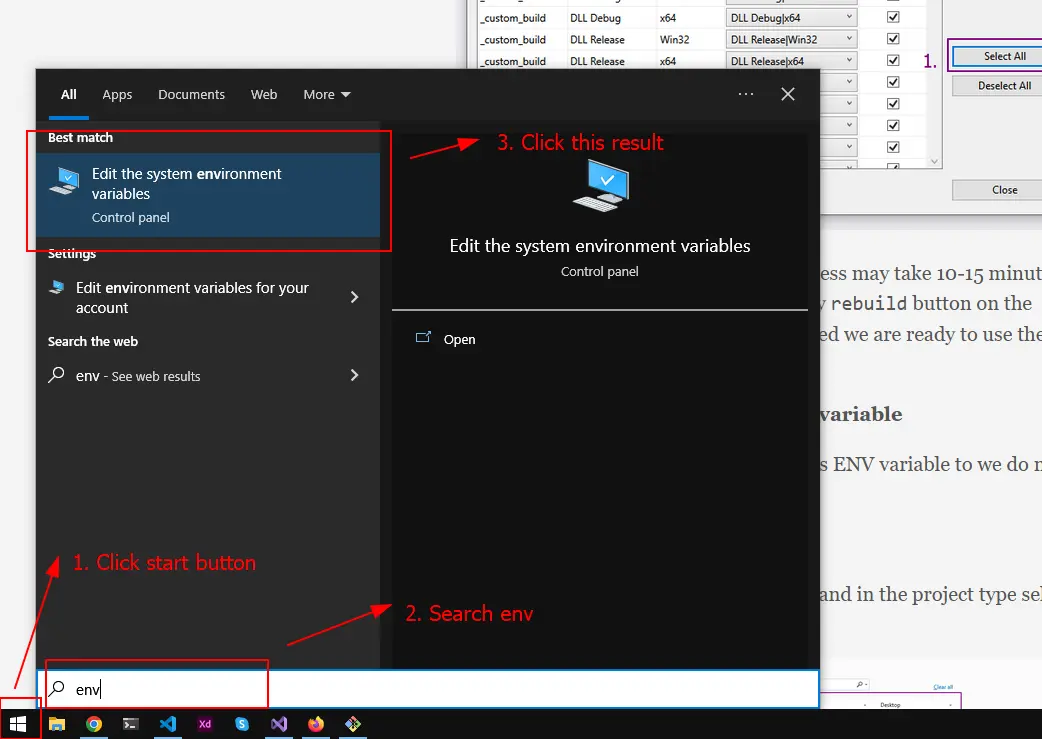 _custom_build DLL Debug x64 DLL Debug|x64
_custom_build DLL Release Win32 DLL Release|Win32
_custom_build DLL Release x64 DLL Release|x64
1.
Select All
Deselect All
Close
All Apps Documents Web More
Best match
Edit the system environment
variables
Control panel
3. Click this result
Edit the system environment variables
Control panel
Open
Settings
Edit environment variables for your
account
Search the web
env - See web results
1. Click start button
2. Search env
env
Xd
ess may take 10-15 minut
rebuild button on the
ed we are ready to use the
variable
s ENV variable to we do n
and in the project type sel
Clear all
Desktop